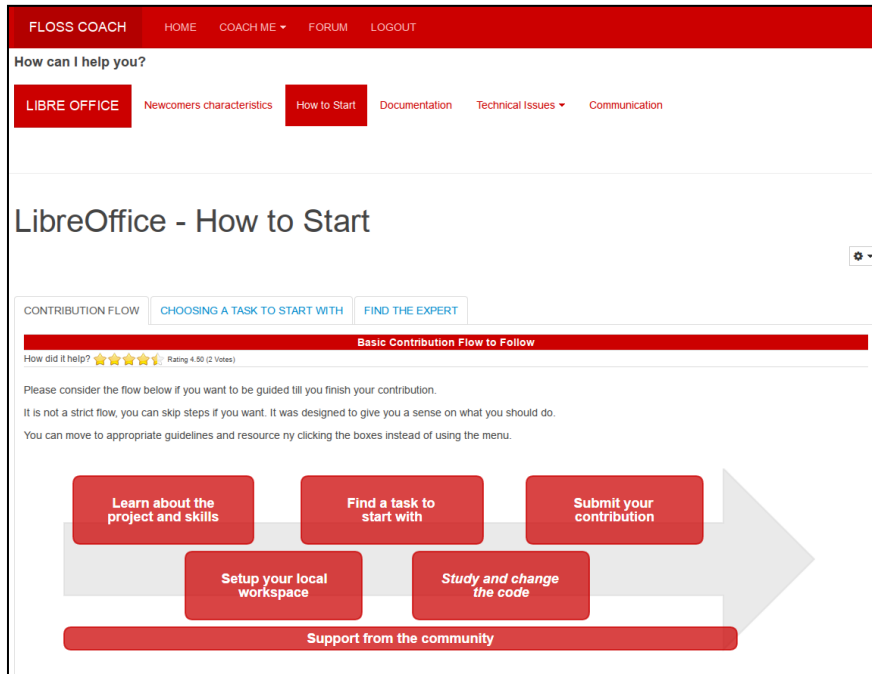 FLOSS COACH HOME COACH ME FORUM LOGOUT
How can I help you?
LIBRE OFFICE Newcomers characteristics How to Start Documentation Technical Issues Communication
LibreOffice - How to Start
CONTRIBUTION FLOW CHOOSING A TASK TO START WITH FIND THE EXPERT
Basic Contribution Flow to Follow
How did it help? Rating 4.50 (2 Votes)
Please consider the flow below if you want to be guided till you finish your contribution.
It is not a strict flow, you can skip steps if you want. It was designed to give you a sense on what you should do.
You can move to appropriate guidelines and resource ny clicking the boxes instead of using the menu.
Learn about the
project and skills
Find a task to
start with
Submit your
contribution
Setup your local
workspace
Study and change
the code
Support from the community